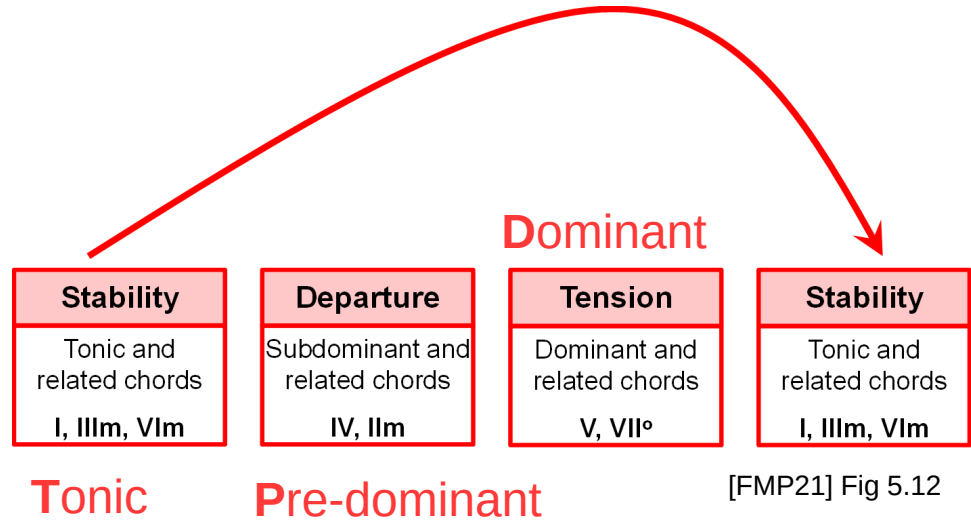 Dominant
Stability
Tonic and
related chords
I, IIIm, VIm
Departure
Subdominant and
related chords
IV, IIm
Tension
Dominant and
related chords
V, VIIº
Stability
Tonic and
related chords
I, IIIm, VIm
Tonic
Pre-dominant
[FMP21] Fig 5.12